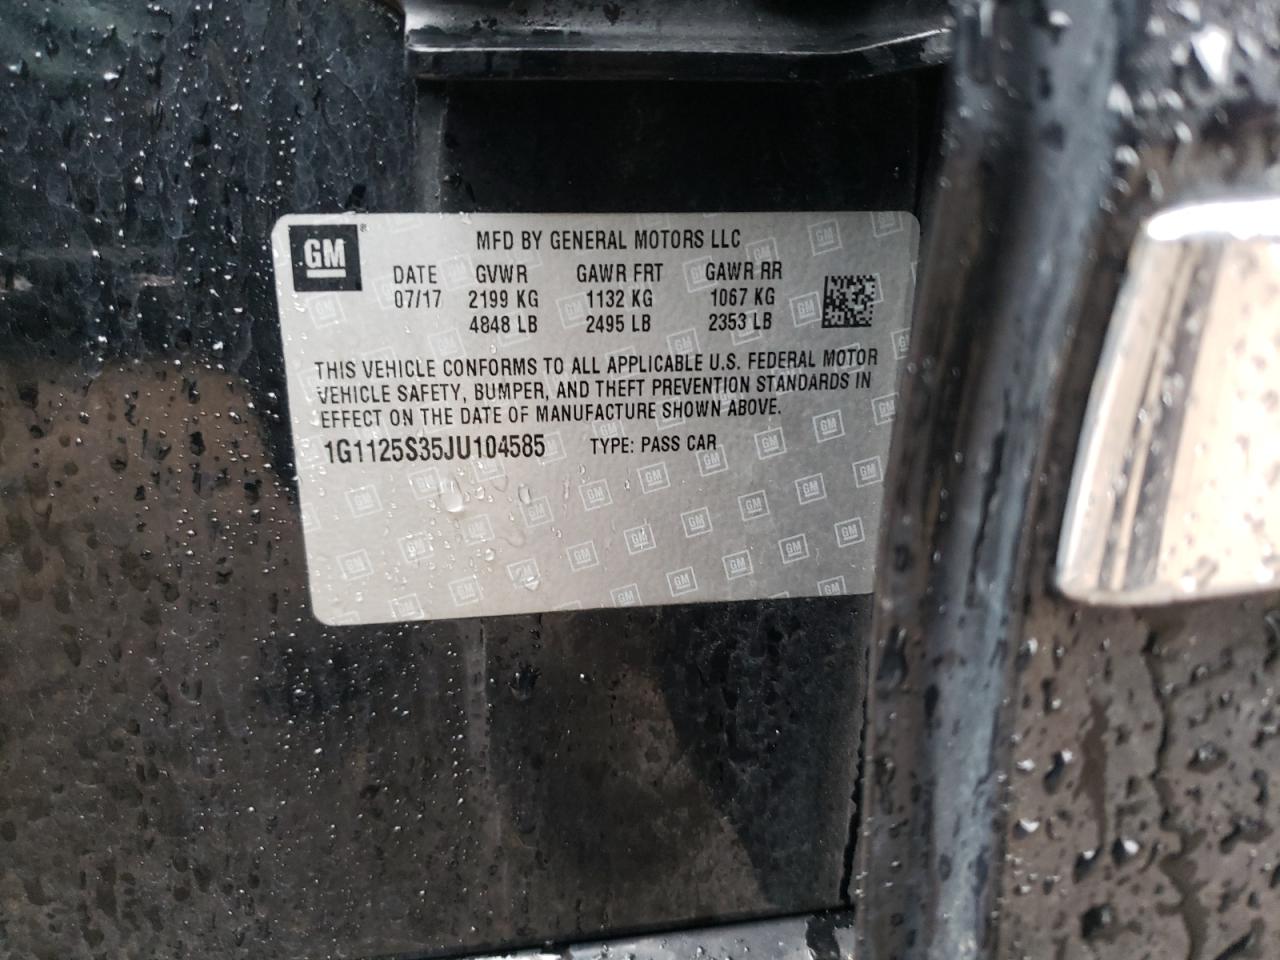 GM®
MFD BY GENERAL MOTORS LLC
DATE GVWR GAWR FRT GAWR RR
07/17 2199 KG 1132 KG 1067 KG
4848 LB 2495 LB 2353 LB
THIS VEHICLE CONFORMS TO ALL APPLICABLE U.S. FEDERAL MOTOR
VEHICLE SAFETY, BUMPER, AND THEFT PREVENTION STANDARDS IN
EFFECT ON THE DATE OF MANUFACTURE SHOWN ABOVE.
1G1125S35JU104585 TYPE: PASS CAR